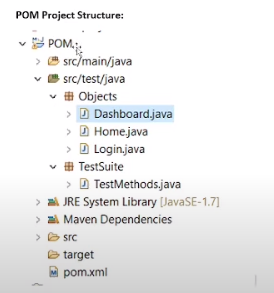 POM Project Structure:
POM
src/main/java
src/test/java
Objects
Dashboard.java
Home.java
Login.java
TestSuite
TestMethods.java
JRE System Library [JavaSE-1.7]
Maven Dependencies
src
target
pom.xml